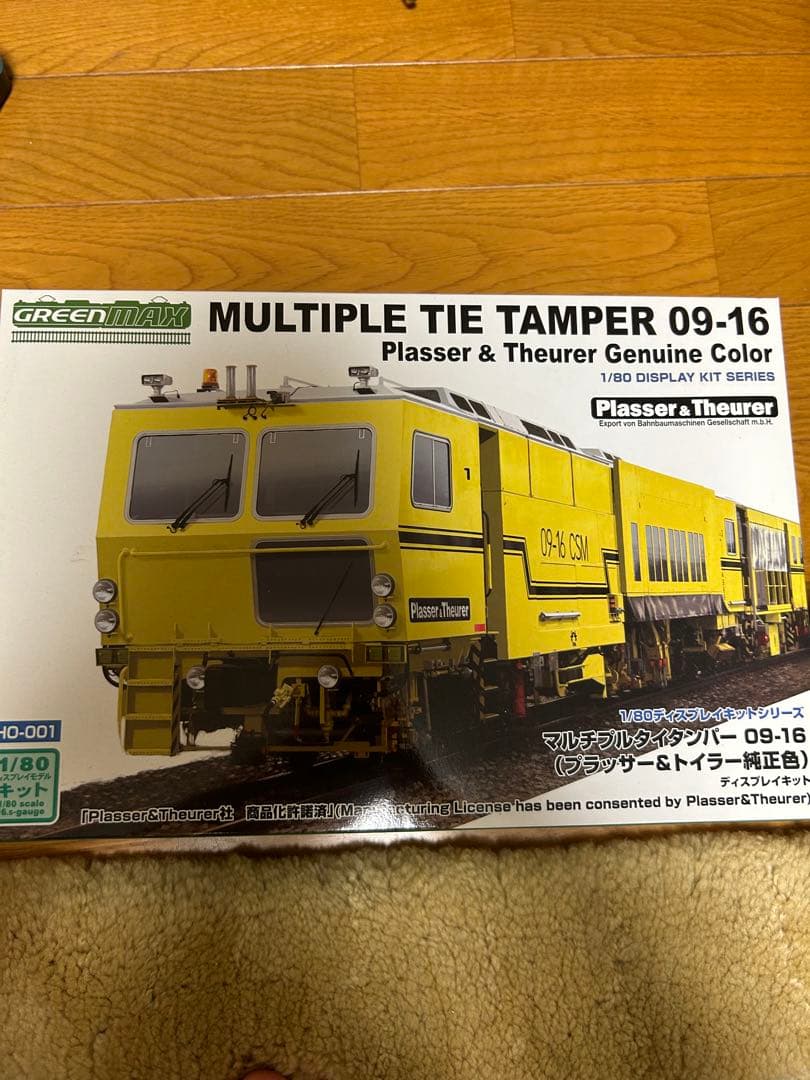 GREENMAX
MULTIPLE TIE TAMPER 09-16
Plasser & Theurer Genuine Color
1/80 DISPLAY KIT SERIES
Plasser & Theurer
Export von Bahnbaumaschinen Gesellschaft m.b.H.
1
09-16 CSM
Plasser & Theurer
HO-001
1/80
ディスプレイモデル
キット
1/80 scale
16.5-gauge
1/80ディスプレイキットシリーズ
マルチプルタイタンパー 09-16
(プラッサー&トイラー純正色)
ディスプレイキット
「Plasser&Theurer社 商品化許諾済」(Manufacturing License has been consented by Plasser&Theurer)